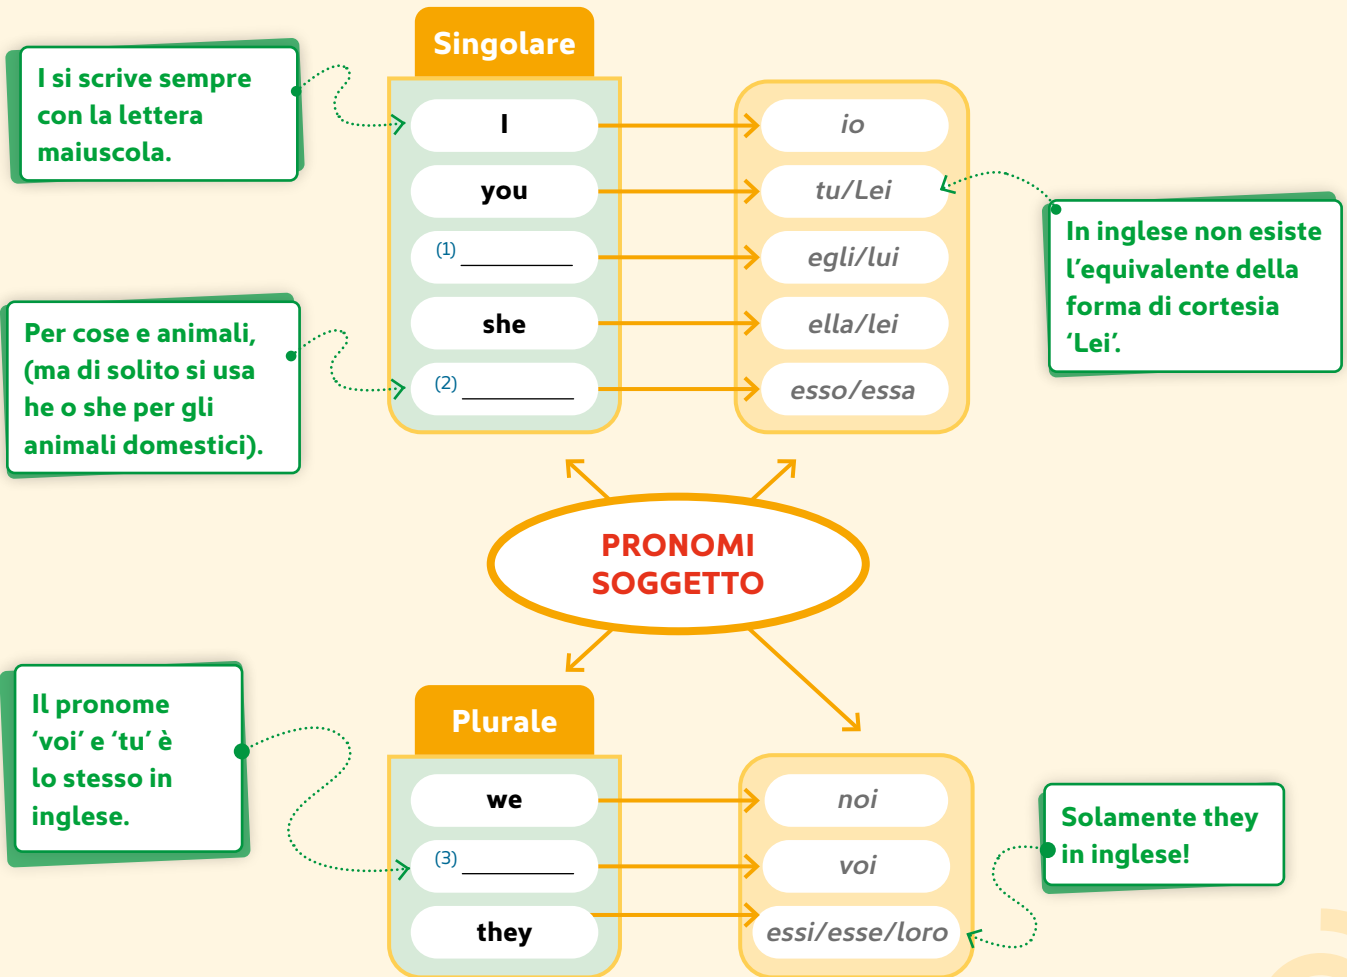 Singolare
I si scrive sempre
con la lettera
maiuscola.
I
io
you
tu/Lei
In inglese non esiste
l’equivalente della
forma di cortesia
‘Lei’.
(1) __________
egli/lui
Per cose e animali,
(ma di solito si usa
he o she per gli
animali domestici).
she
ella/lei
(2) __________
esso/essa
PRONOMI
SOGGETTO
Plurale
Il pronome
‘voi’ e ‘tu’ è
lo stesso in
inglese.
we
noi
(3) __________
voi
they
essi/esse/loro
Solamente they
in inglese!